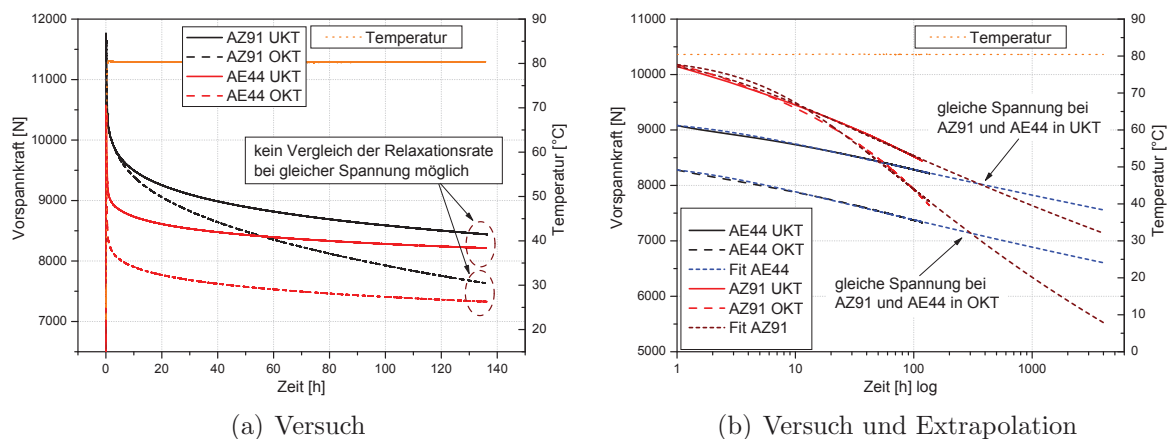 12000
11000
10000
9000
8000
7000
Vorspannkraft [N]
AZ91 UKT
AZ91 OKT
AE44 UKT
AE44 OKT
Temperatur
kein Vergleich der Relaxationsrate
bei gleicher Spannung möglich
90
80
70
60
50
40
30
20
Temperatur [°C]
0 20 40 60 80 100 120 140
Zeit [h]
(a) Versuch
11000
10000
9000
8000
7000
6000
5000
Vorspannkraft [N]
Temperatur
gleiche Spannung bei
AZ91 und AE44 in UKT
AE44 UKT
AE44 OKT
Fit AE44
AZ91 UKT
AZ91 OKT
Fit AZ91
gleiche Spannung bei
AZ91 und AE44 in OKT
90
80
70
60
50
40
30
20
10
0
Temperatur [°C]
1 10 100 1000
Zeit [h] log
(b) Versuch und Extrapolation